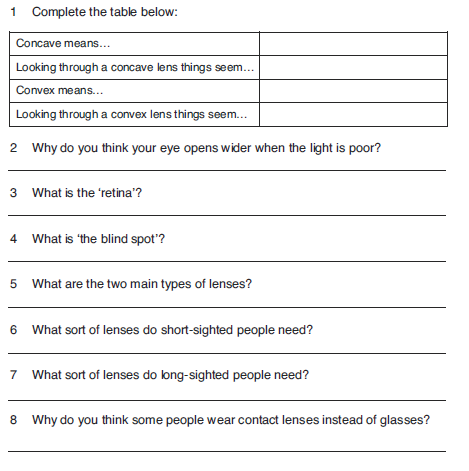 1 Complete the table below:
Concave means…
Looking through a concave lens things seem…
Convex means…
Looking through a convex lens things seem…
2 Why do you think your eye opens wider when the light is poor?
3 What is the ‘retina’?
4 What is ‘the blind spot’?
5 What are the two main types of lenses?
6 What sort of lenses do short-sighted people need?
7 What sort of lenses do long-sighted people need?
8 Why do you think some people wear contact lenses instead of glasses?